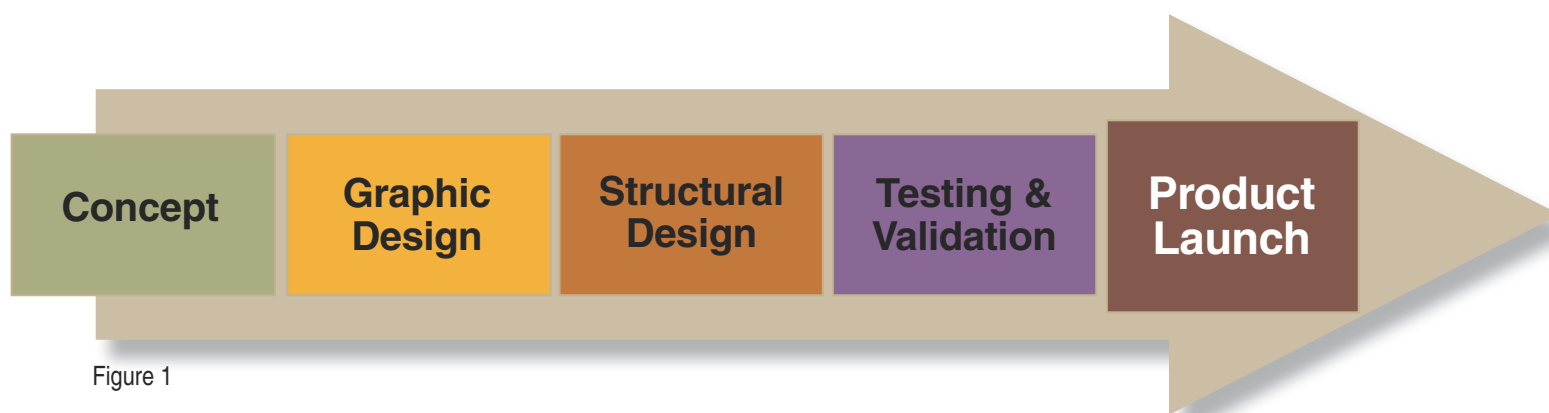 Concept
Graphic
Design
Structural
Design
Testing &
Validation
Product
Launch
Figure 1